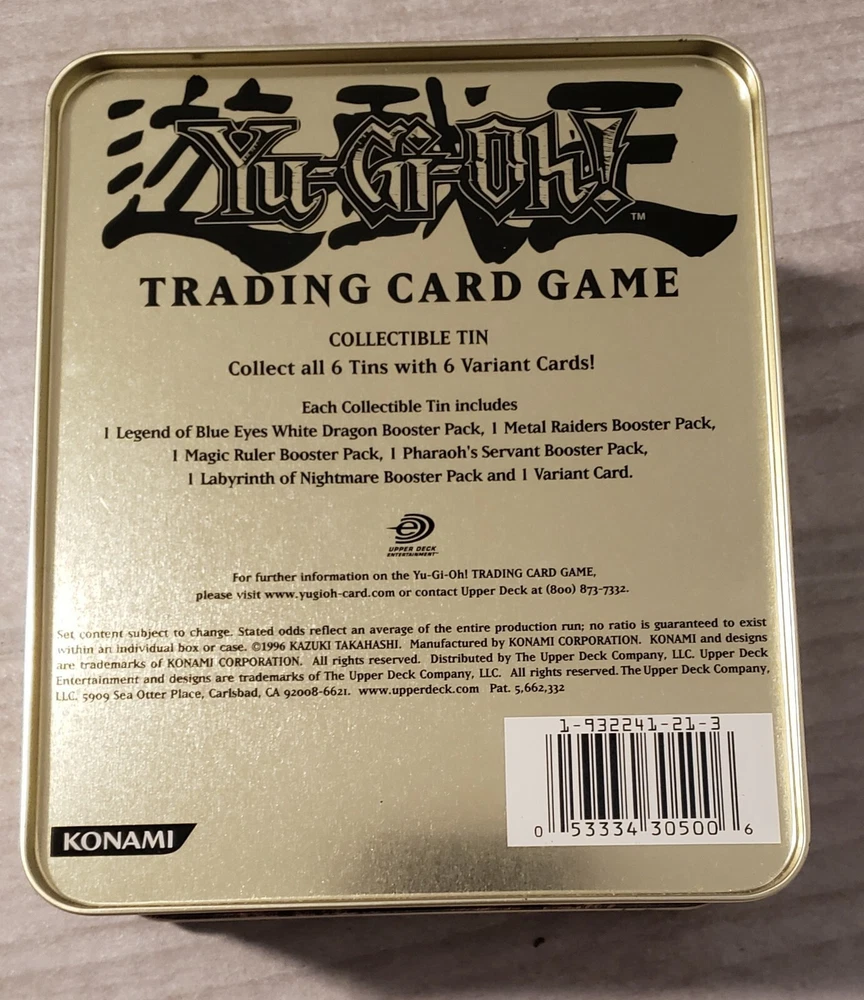 遊戯王
Yu-Gi-Oh!
TM
TRADING CARD GAME
COLLECTIBLE TIN
Collect all 6 Tins with 6 Variant Cards!
Each Collectible Tin includes
1 Legend of Blue Eyes White Dragon Booster Pack, 1 Metal Raiders Booster Pack,
1 Magic Ruler Booster Pack, 1 Pharaoh's Servant Booster Pack,
1 Labyrinth of Nightmare Booster Pack and 1 Variant Card.
e
UPPER DECK
ENTERTAINMENT™
For further information on the Yu-Gi-Oh! TRADING CARD GAME,
please visit www.yugioh-card.com or contact Upper Deck at (800) 873-7332.
Set content subject to change. Stated odds reflect an average of the entire production run; no ratio is guaranteed to exist
within an individual box or case. ©1996 KAZUKI TAKAHASHI. Manufactured by KONAMI CORPORATION. KONAMI and designs
are trademarks of KONAMI CORPORATION. All rights reserved. Distributed by The Upper Deck Company, LLC. Upper Deck
Entertainment and designs are trademarks of The Upper Deck Company, LLC. All rights reserved. The Upper Deck Company,
LLC. 5909 Sea Otter Place, Carlsbad, CA 92008-6621. www.upperdeck.com Pat. 5,662,332
1-932241-21-3
0 53334 30500 6
KONAMI